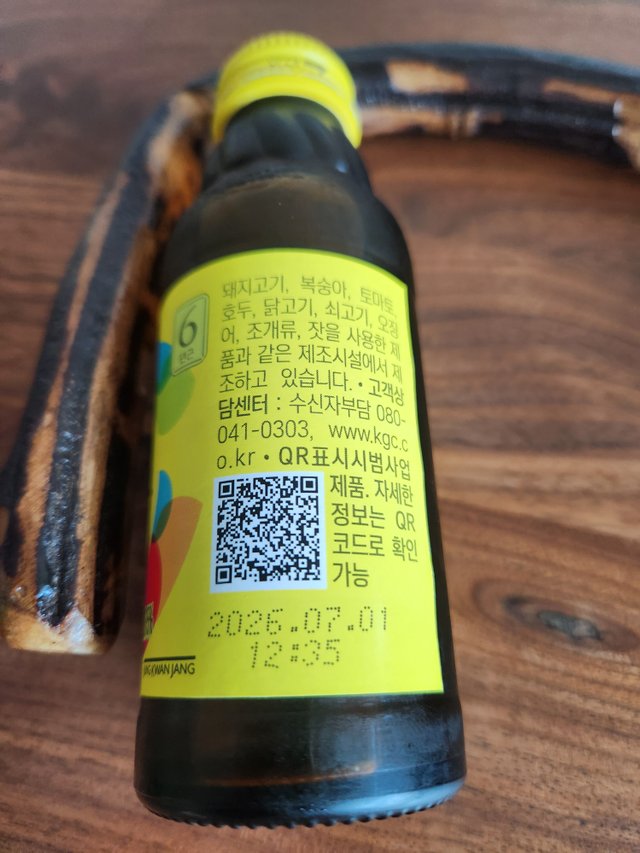 6
년근
돼지고기, 복숭아, 토마토,
호두, 닭고기, 쇠고기, 오징
어, 조개류, 잣을 사용한 제
품과 같은 제조시설에서 제
조하고 있습니다. • 고객상
담센터 : 수신자부담 080-
041-0303, www.kgc.c
o.kr • QR표시시범사업
제품. 자세한
정보는 QR
코드로 확인
가능
2026.07.01
12:35
KWAN JANG